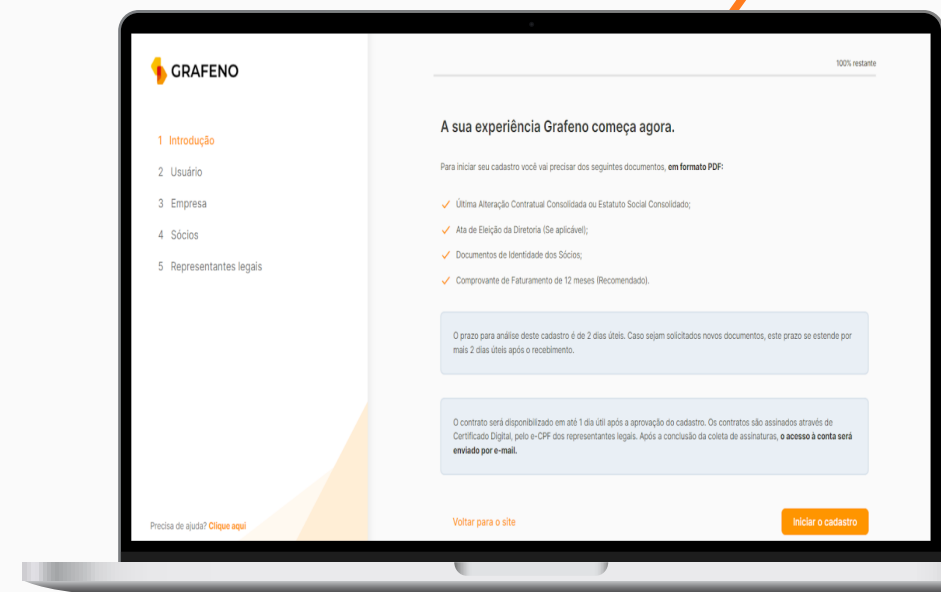 GRAFENO
1 Introdução
2 Usuário
3 Empresa
4 Sócios
5 Representantes legais
Precisa de ajuda? Clique aqui
100% restante
A sua experiência Grafeno começa agora.
Para iniciar seu cadastro você vai precisar dos seguintes documentos, em formato PDF:
Última Alteração Contratual Consolidada ou Estatuto Social Consolidado;
Ata de Eleição da Diretoria (Se aplicável);
Documentos de Identidade dos Sócios;
Comprovante de Faturamento de 12 meses (Recomendado).
O prazo para análise deste cadastro é de 2 dias úteis. Caso sejam solicitados novos documentos, este prazo se estende por
mais 2 dias úteis após o recebimento.
O contrato será disponibilizado em até 1 dia útil após a aprovação do cadastro. Os contratos são assinados através de
Certificado Digital, pelo e-CPF dos representantes legais. Após a conclusão da coleta de assinaturas, o acesso à conta será
enviado por e-mail.
Voltar para o site
Iniciar o cadastro